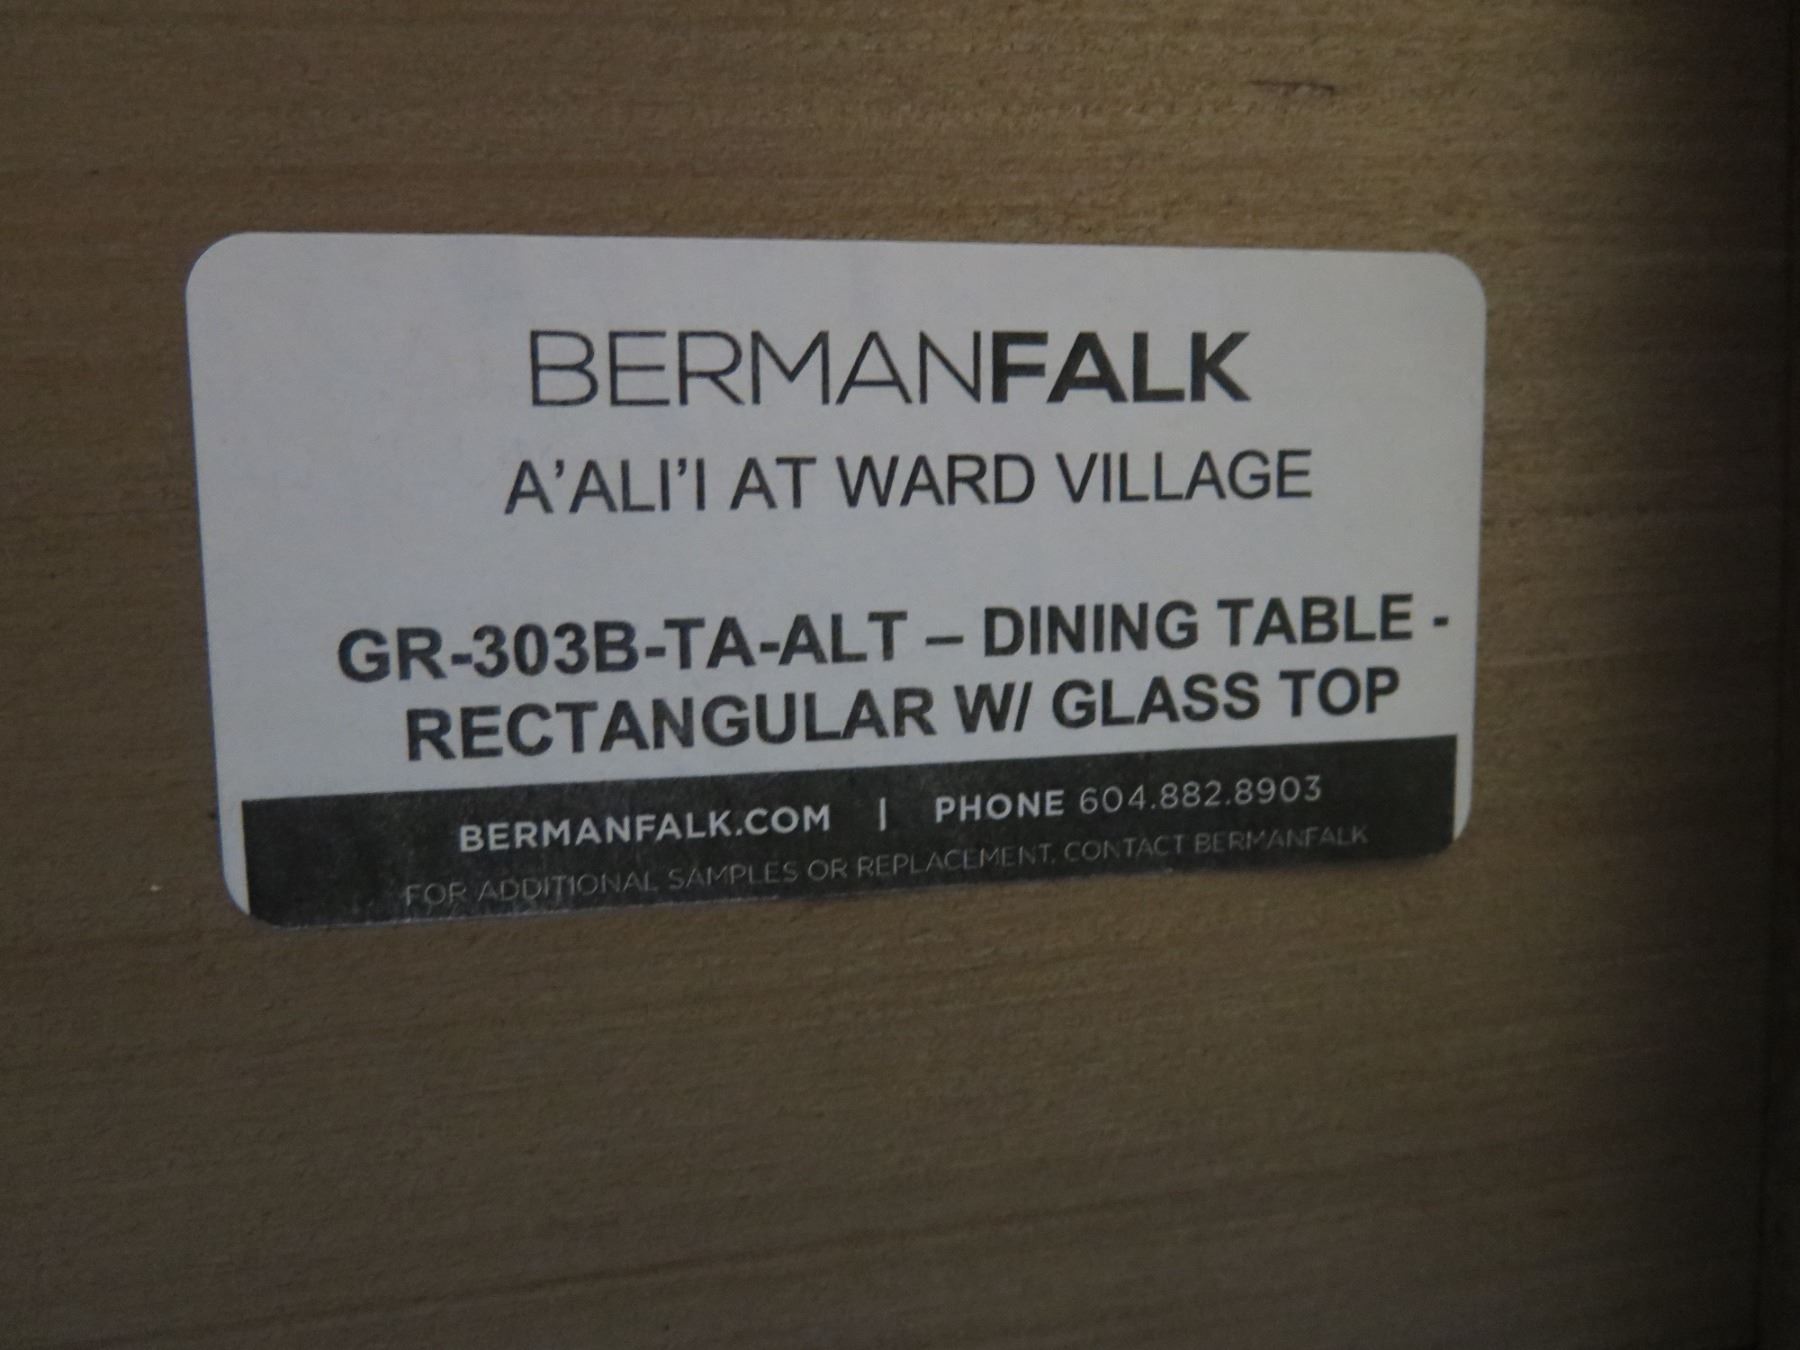 BERMANFALK
A'ALI'I AT WARD VILLAGE
GR-303B-TA-ALT – DINING TABLE -
RECTANGULAR W/ GLASS TOP
BERMANFALK.COM | PHONE 604.882.8903
FOR ADDITIONAL SAMPLES OR REPLACEMENT, CONTACT BERMANFALK